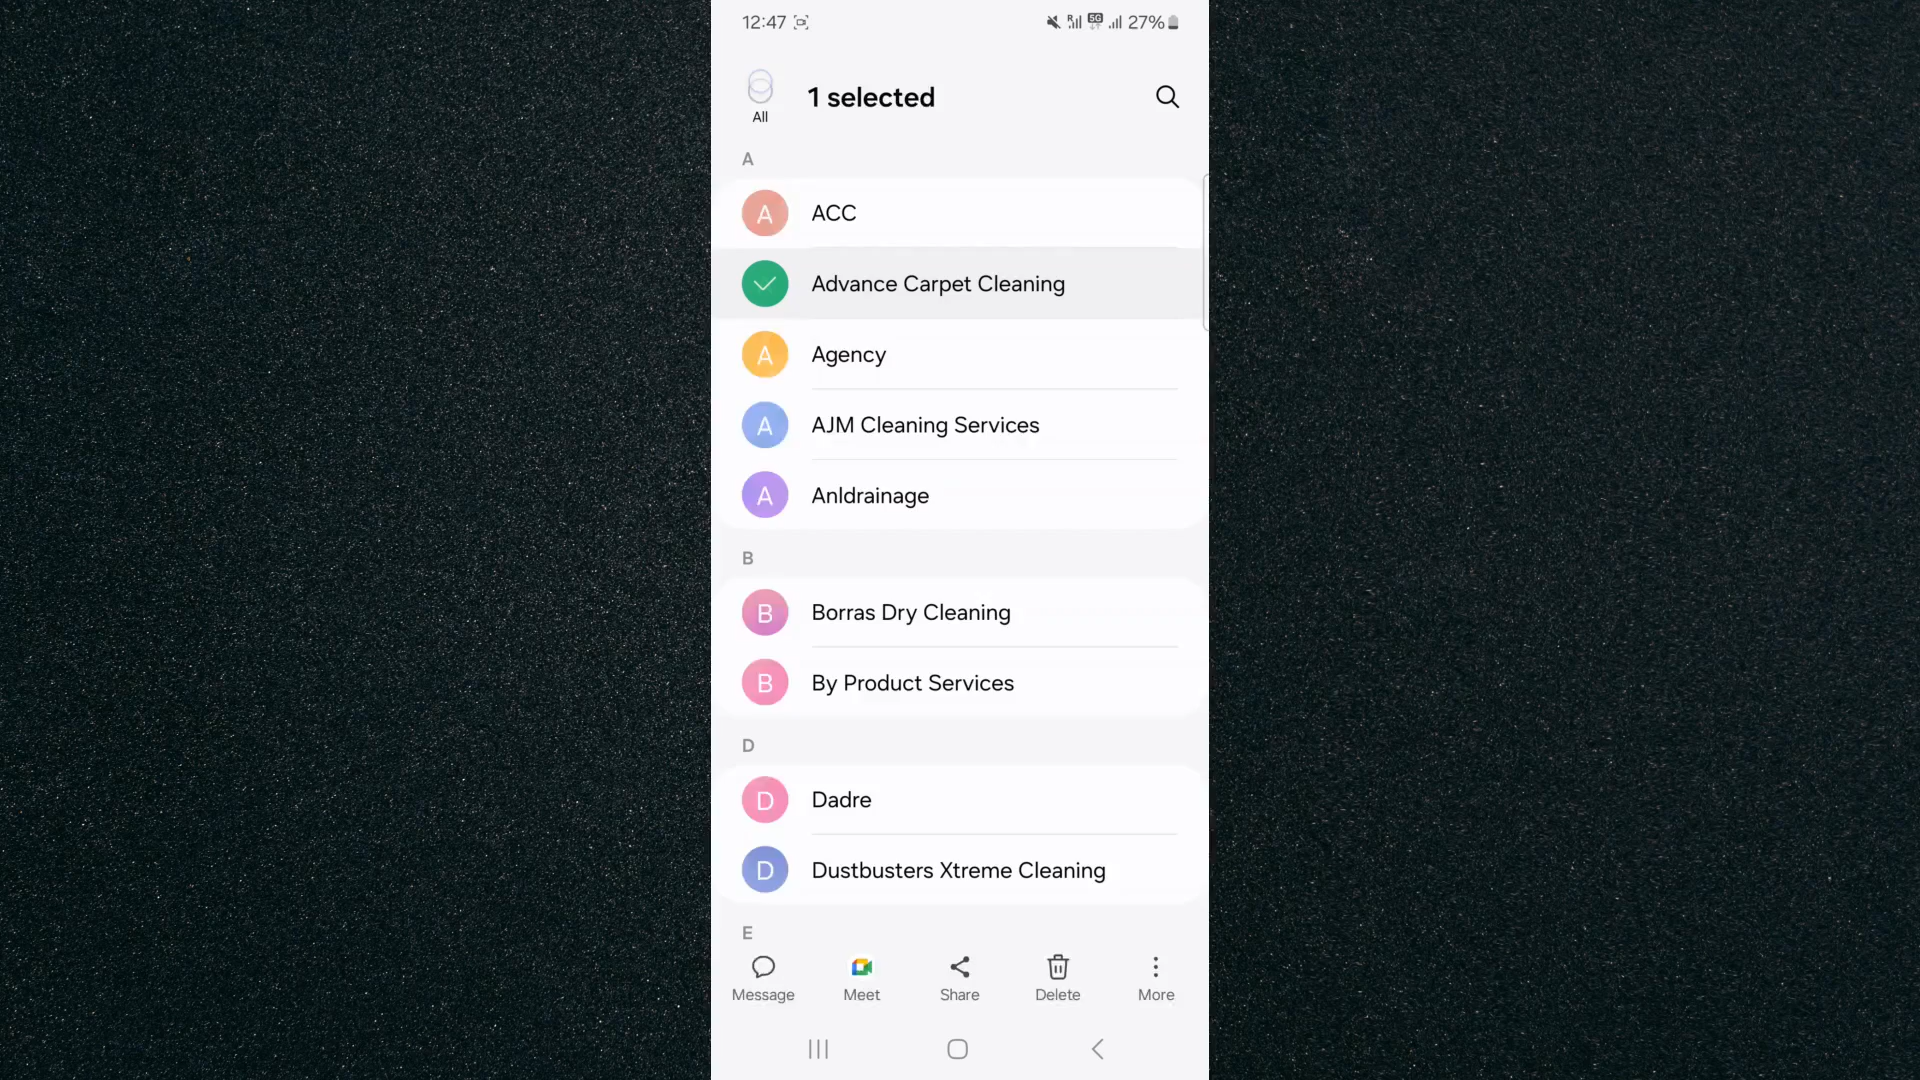 12:47
5G 27%
All
1 selected
A
A ACC
Advance Carpet Cleaning
A Agency
A AJM Cleaning Services
A Anldrainage
B
B Borras Dry Cleaning
B By Product Services
D
D Dadre
D Dustbusters Xtreme Cleaning
E
Message Meet Share Delete More